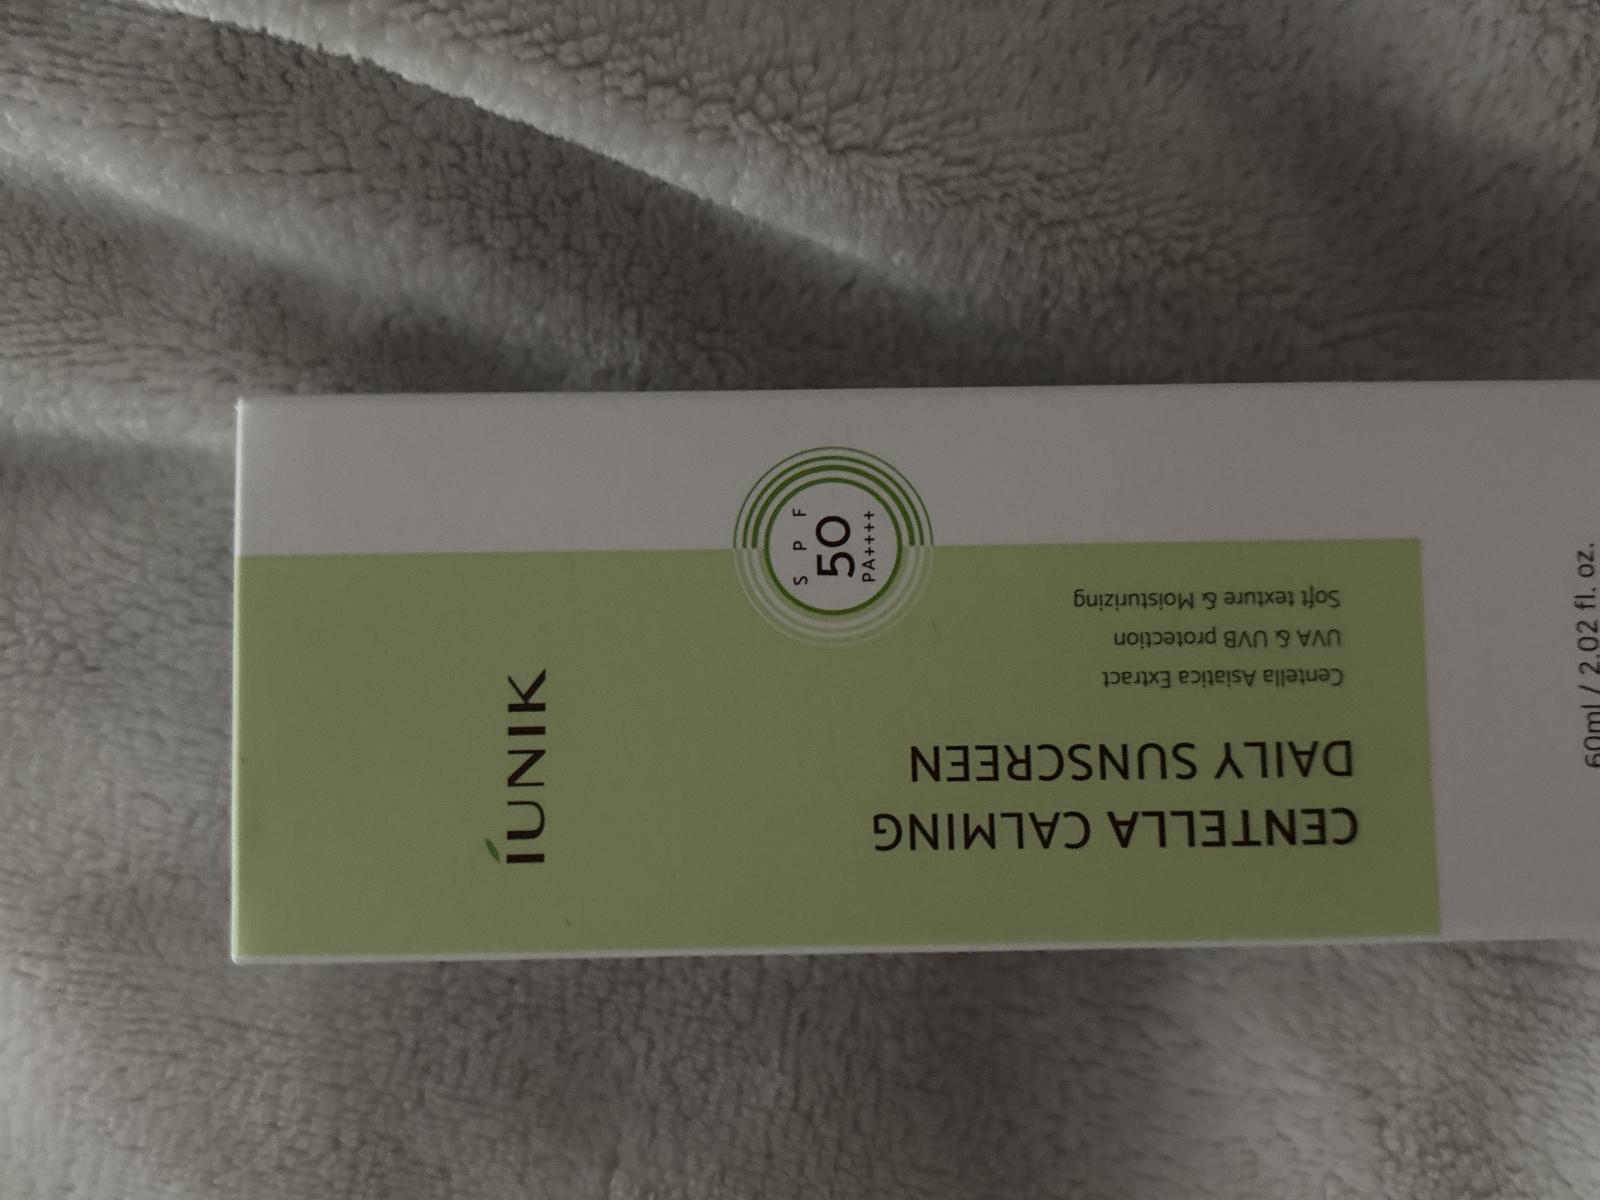 IUNIK
SPF
50
PA++++
CENTELLA CALMING
DAILY SUNSCREEN
Centella Asiatica Extract
UVA & UVB protection
Soft texture & Moisturizing
60ml / 2.02 fl. oz.